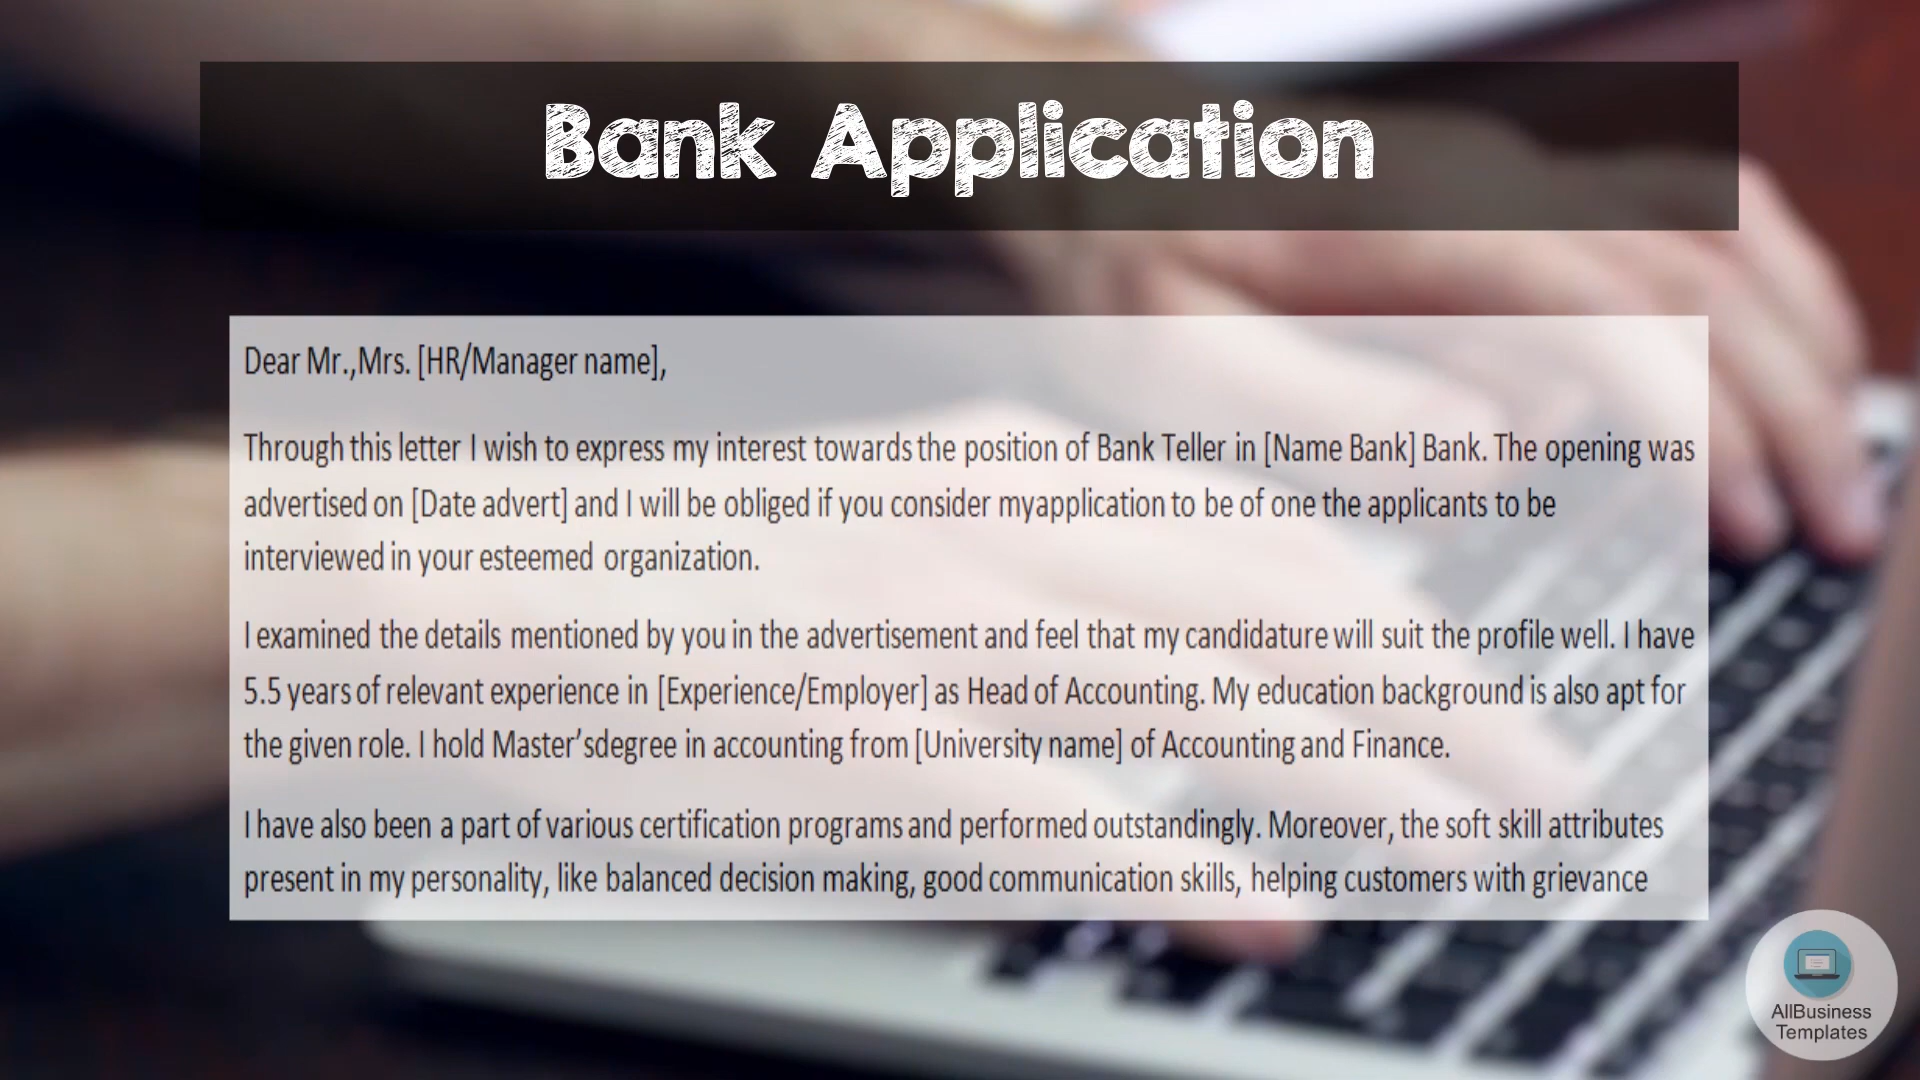 Bank Application
Dear Mr.,Mrs. [HR/Manager name],
Through this letter I wish to express my interest towards the position of Bank Teller in [Name Bank] Bank. The opening was
advertised on [Date advert] and I will be obliged if you consider myapplication to be of one the applicants to be
interviewed in your esteemed organization.
I examined the details mentioned by you in the advertisement and feel that my candidature will suit the profile well. I have
5.5 years of relevant experience in [Experience/Employer] as Head of Accounting. My education background is also apt for
the given role. I hold Master’sdegree in accounting from [University name] of Accounting and Finance.
I have also been a part of various certification programs and performed outstandingly. Moreover, the soft skill attributes
present in my personality, like balanced decision making, good communication skills, helping customers with grievance
AllBusiness
Templates